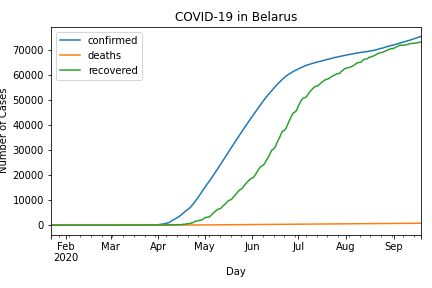 COVID-19 in Belarus
confirmed
deaths
recovered
70000
60000
50000
40000
30000
20000
10000
0
Number of Cases
Feb
2020
Mar
Apr
May
Jun
Jul
Aug
Sep
Day